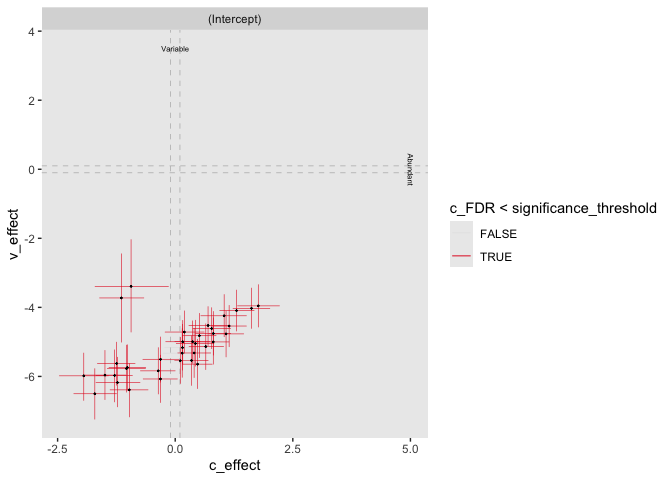 (Intercept)
4
Variable
2
0
Abundant
-2
-4
-6
v_effect
-2.5
0.0
2.5
5.0
c_effect
c_FDR < significance_threshold
FALSE
TRUE